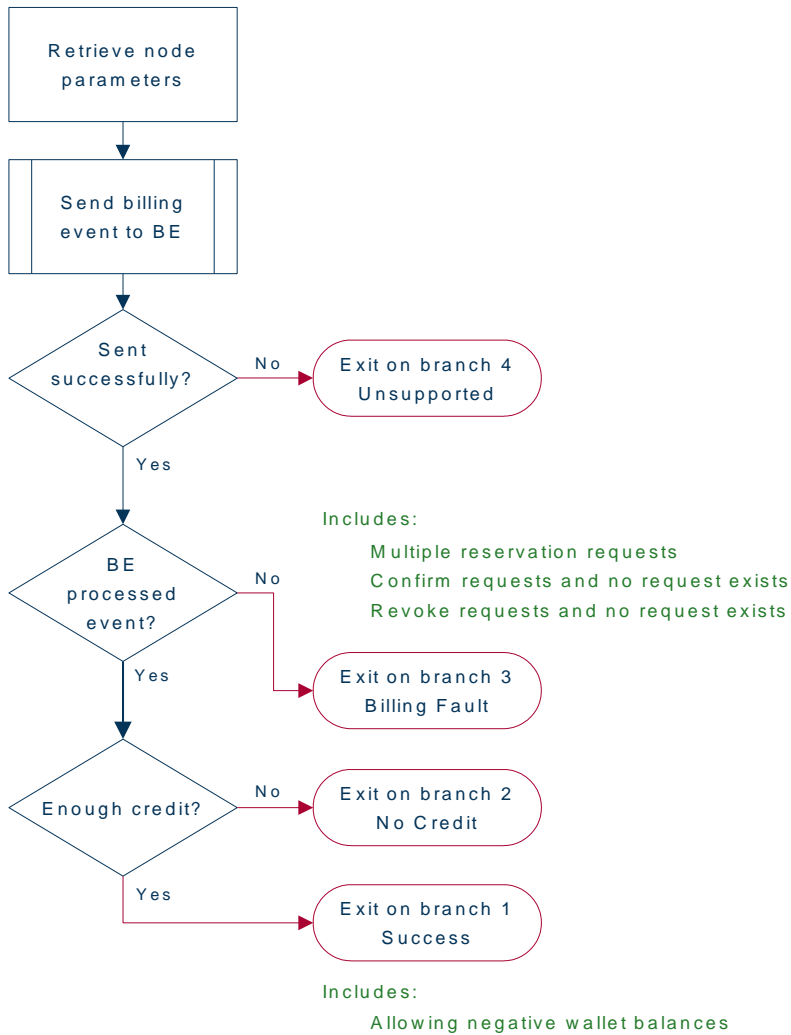 Retrieve node
parameters
Send billing
event to BE
Sent
successfully?
No
Exit on branch 4
Unsupported
Yes
Includes:
Multiple reservation requests
Confirm requests and no request exists
Revoke requests and no request exists
BE
processed
event?
No
Yes
Exit on branch 3
Billing Fault
Enough credit?
No
Exit on branch 2
No Credit
Yes
Exit on branch 1
Success
Includes:
Allowing negative wallet balances